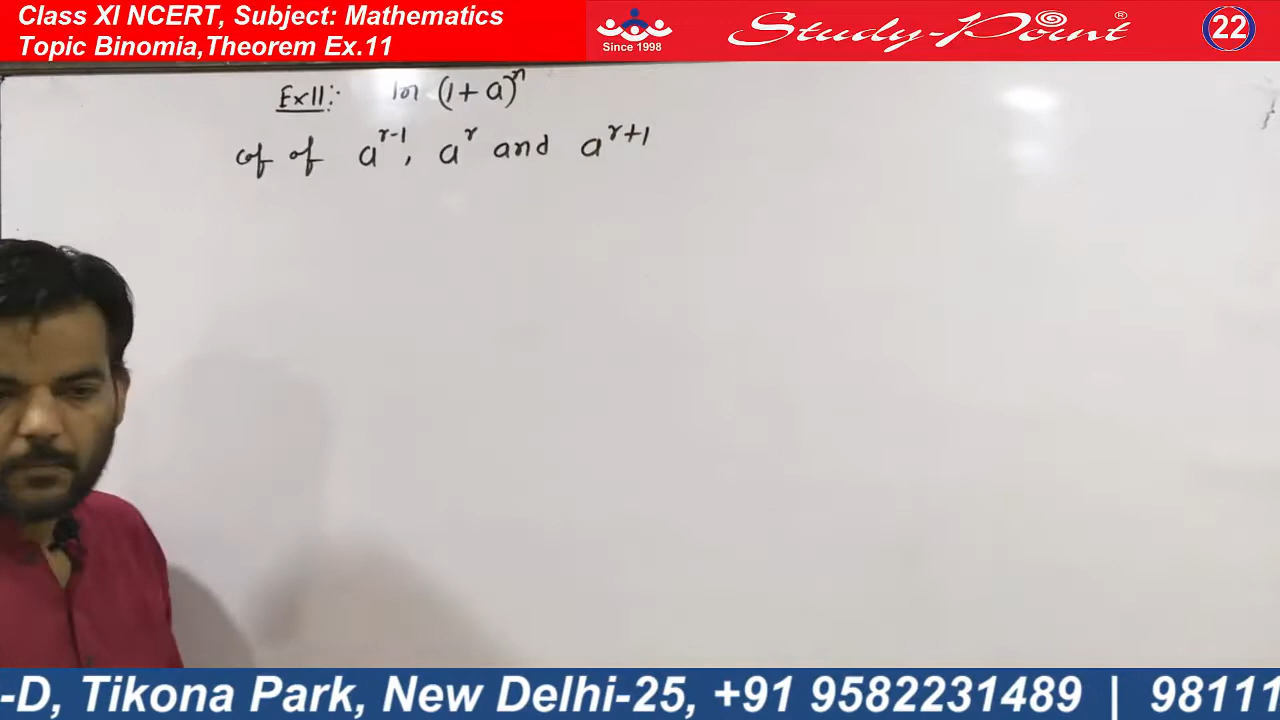 Class XI NCERT, Subject: Mathematics
Topic Binomia,Theorem Ex.11
Since 1998
Study-Point ®
22
Ex11:- In (1+a)^n
cof of a^{r-1}, a^r and a^{r+1}
-D, Tikona Park, New Delhi-25, +91 9582231489 | 98111